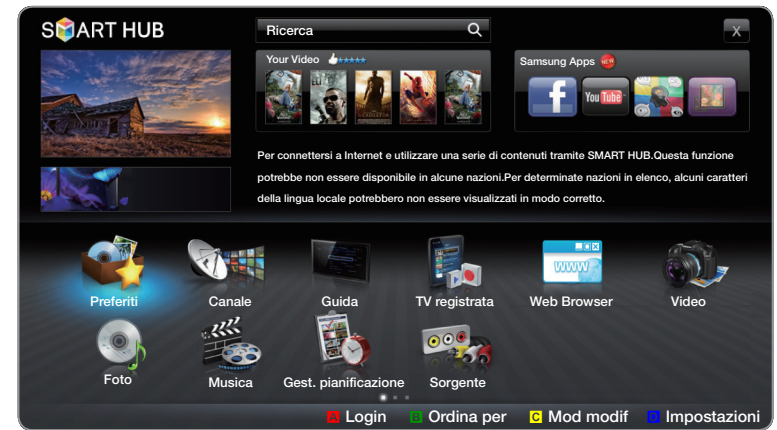 SMART HUB
Ricerca
X
Your Video
Samsung Apps NEW
f You Tube
Per connettersi a Internet e utilizzare una serie di contenuti tramite SMART HUB.Questa funzione
potrebbe non essere disponibile in alcune nazioni.Per determinate nazioni in elenco, alcuni caratteri
della lingua locale potrebbero non essere visualizzati in modo corretto.
WWW
Preferiti Canale Guida TV registrata Web Browser Video
Foto Musica Gest. pianificazione Sorgente
A Login B Ordina per C Mod modif D Impostazioni